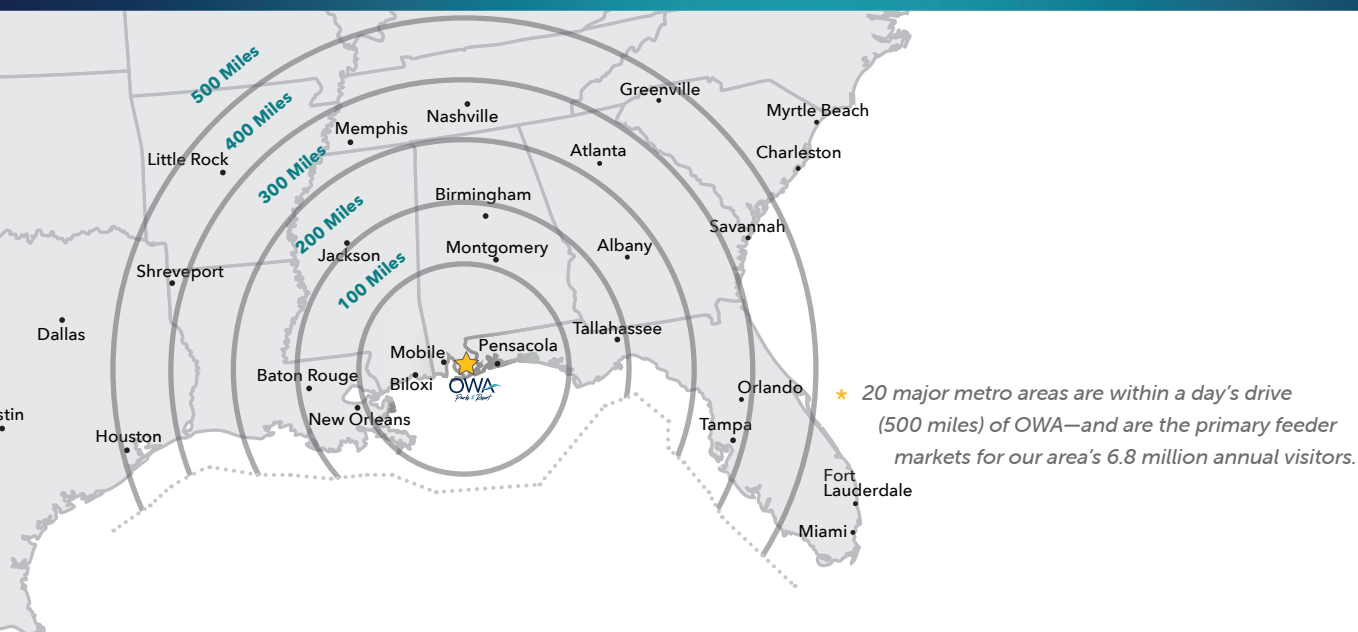 500 Miles
400 Miles
300 Miles
200 Miles
100 Miles
Greenville
Myrtle Beach
Nashville
Memphis
Charleston
Atlanta
Little Rock
Birmingham
Savannah
Montgomery
Albany
Jackson
Shreveport
Dallas
Tallahassee
Pensacola
Mobile
Baton Rouge
Biloxi
OWA
Parks & Resort
Orlando
New Orleans
Tampa
stin
Houston
Fort
Lauderdale
Miami
* 20 major metro areas are within a day's drive
(500 miles) of OWA—and are the primary feeder
markets for our area's 6.8 million annual visitors.